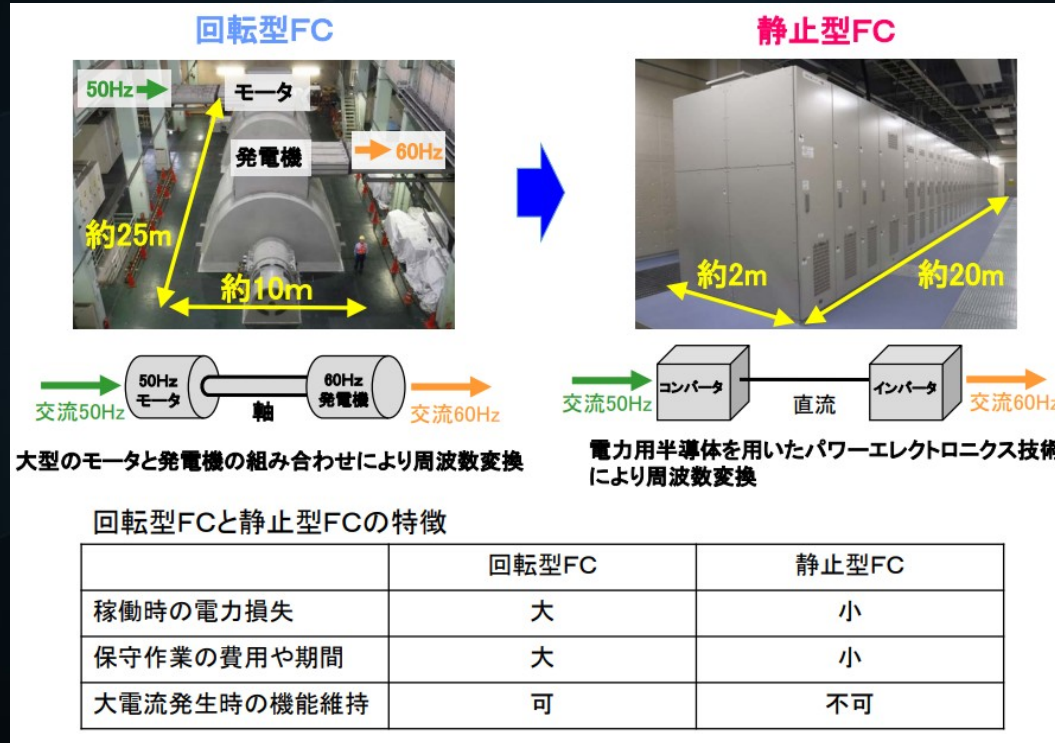 回転型FC
静止型FC
50Hz
モータ
発電機
60Hz
約25m
約10m
約2m
約20m
交流50Hz
50Hz
モータ
軸
60Hz
発電機
交流60Hz
交流50Hz
コンバータ
直流
インバータ
交流60Hz
大型のモータと発電機の組み合わせにより周波数変換
電力用半導体を用いたパワーエレクトロニクス技術
により周波数変換
回転型FCと静止型FCの特徴
回転型FC 静止型FC
稼働時の電力損失 大 小
保守作業の費用や期間 大 小
大電流発生時の機能維持 可 不可